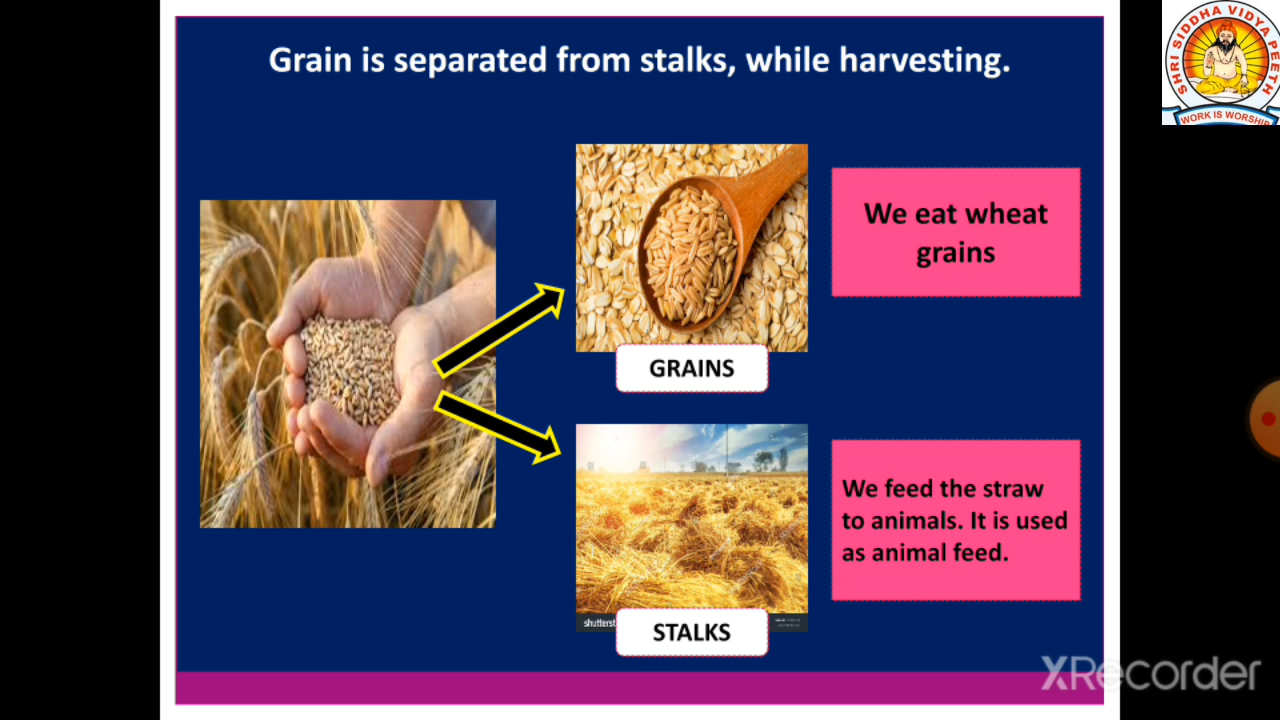 Grain is separated from stalks, while harvesting.
SHRI SIDDHA VIDYA PEETH
WORK IS WORSHIP
We eat wheat
grains
GRAINS
We feed the straw
to animals. It is used
as animal feed.
shutterst
STALKS
XRecorder